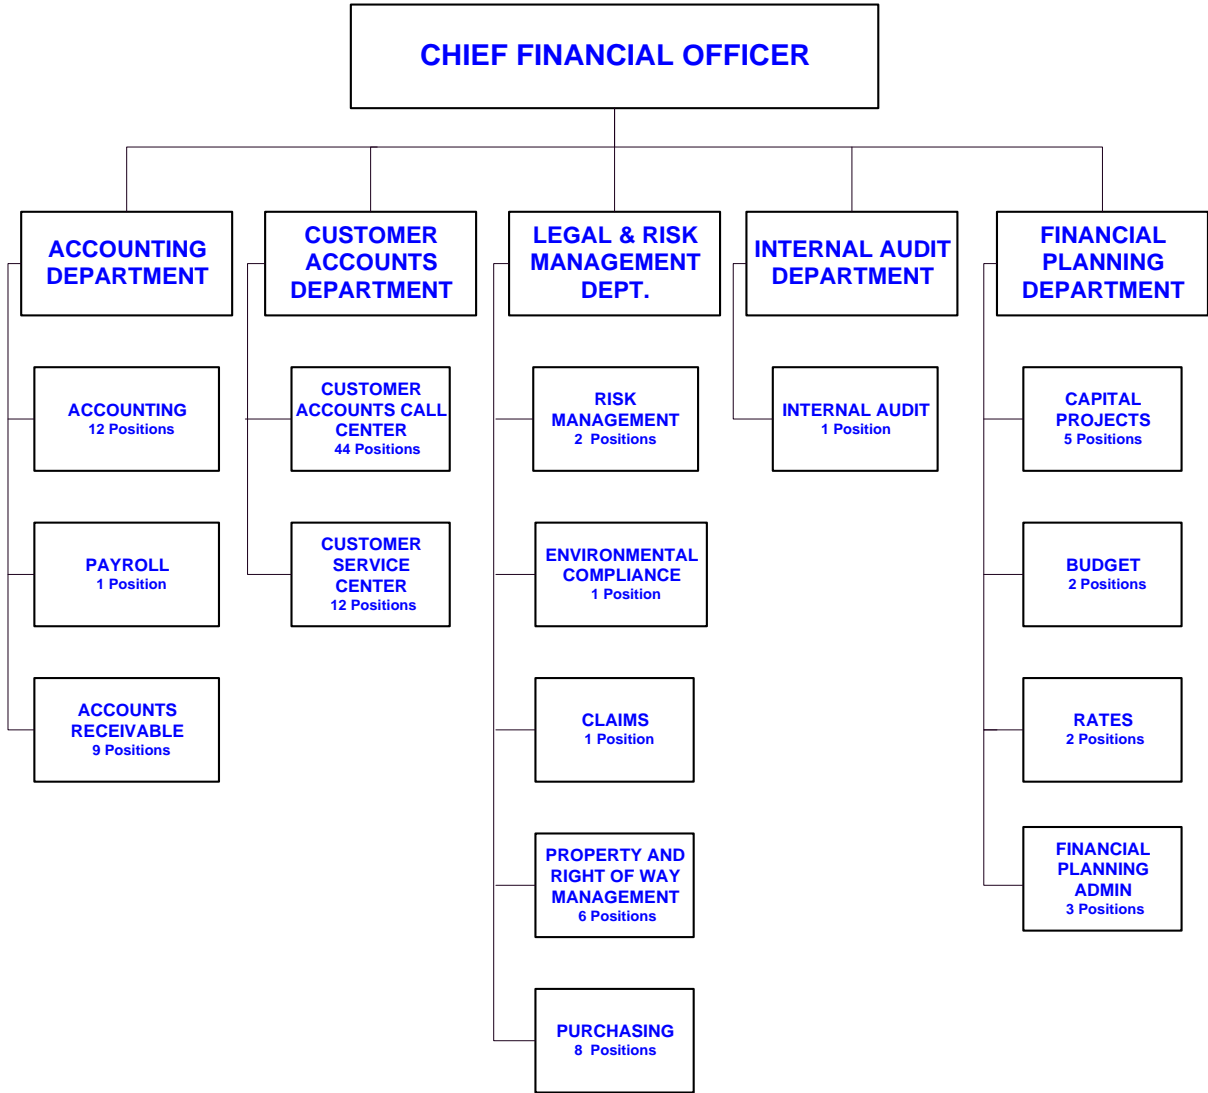 CHIEF FINANCIAL OFFICER
ACCOUNTING
DEPARTMENT
CUSTOMER
ACCOUNTS
DEPARTMENT
LEGAL & RISK
MANAGEMENT
DEPT.
INTERNAL AUDIT
DEPARTMENT
FINANCIAL
PLANNING
DEPARTMENT
ACCOUNTING
12 Positions
CUSTOMER
ACCOUNTS CALL
CENTER
44 Positions
RISK
MANAGEMENT
2 Positions
INTERNAL AUDIT
1 Position
CAPITAL
PROJECTS
5 Positions
PAYROLL
1 Position
CUSTOMER
SERVICE
CENTER
12 Positions
ENVIRONMENTAL
COMPLIANCE
1 Position
BUDGET
2 Positions
ACCOUNTS
RECEIVABLE
9 Positions
CLAIMS
1 Position
RATES
2 Positions
PROPERTY AND
RIGHT OF WAY
MANAGEMENT
6 Positions
FINANCIAL
PLANNING
ADMIN
3 Positions
PURCHASING
8 Positions